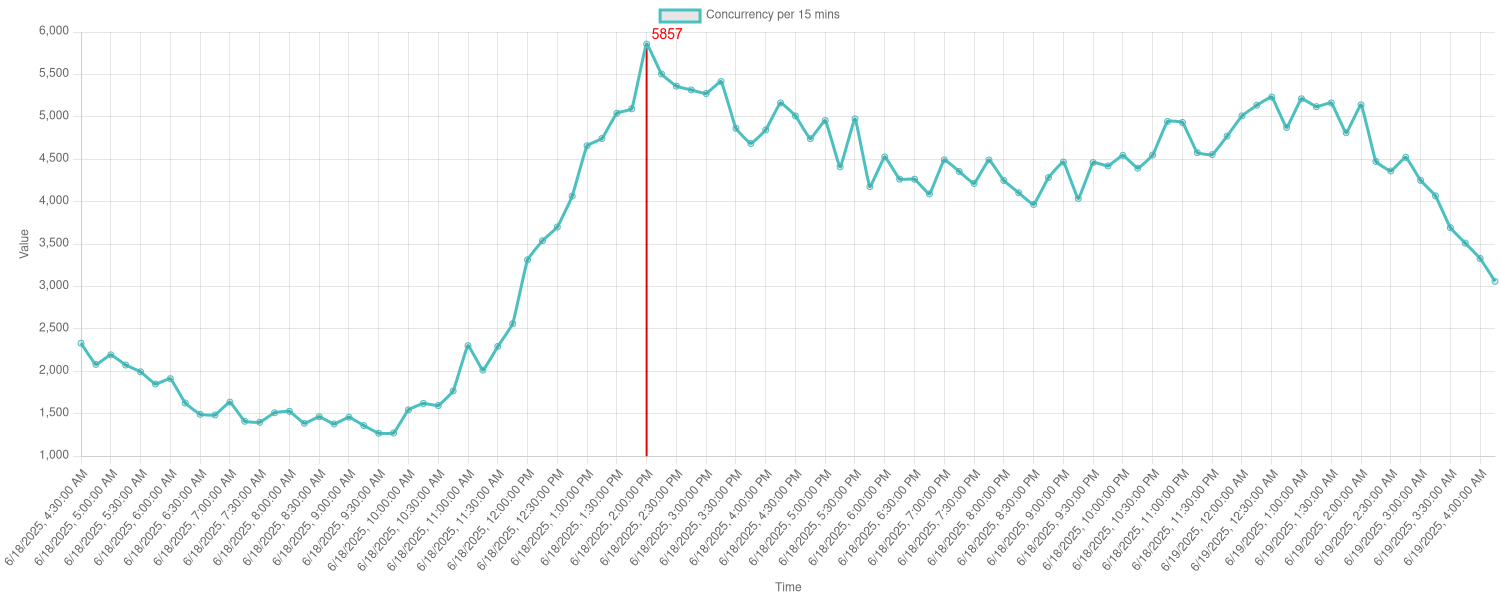 Concurrency per 15 mins
5857
6,000
5,500
5,000
4,500
4,000
3,500
3,000
2,500
2,000
1,500
1,000
Value
6/18/2025, 4:30:00 AM
6/18/2025, 5:00:00 AM
6/18/2025, 5:30:00 AM
6/18/2025, 6:00:00 AM
6/18/2025, 6:30:00 AM
6/18/2025, 7:00:00 AM
6/18/2025, 7:30:00 AM
6/18/2025, 8:00:00 AM
6/18/2025, 8:30:00 AM
6/18/2025, 9:00:00 AM
6/18/2025, 9:30:00 AM
6/18/2025, 10:00:00 AM
6/18/2025, 10:30:00 AM
6/18/2025, 11:00:00 AM
6/18/2025, 11:30:00 AM
6/18/2025, 12:00:00 PM
6/18/2025, 12:30:00 PM
6/18/2025, 1:00:00 PM
6/18/2025, 1:30:00 PM
6/18/2025, 2:00:00 PM
6/18/2025, 2:30:00 PM
6/18/2025, 3:00:00 PM
6/18/2025, 3:30:00 PM
6/18/2025, 4:00:00 PM
6/18/2025, 4:30:00 PM
6/18/2025, 5:00:00 PM
6/18/2025, 5:30:00 PM
6/18/2025, 6:00:00 PM
6/18/2025, 6:30:00 PM
6/18/2025, 7:00:00 PM
6/18/2025, 7:30:00 PM
6/18/2025, 8:00:00 PM
6/18/2025, 8:30:00 PM
6/18/2025, 9:00:00 PM
6/18/2025, 9:30:00 PM
6/18/2025, 10:00:00 PM
6/18/2025, 10:30:00 PM
6/18/2025, 11:00:00 PM
6/18/2025, 11:30:00 PM
6/19/2025, 12:00:00 AM
6/19/2025, 12:30:00 AM
6/19/2025, 1:00:00 AM
6/19/2025, 1:30:00 AM
6/19/2025, 2:00:00 AM
6/19/2025, 2:30:00 AM
6/19/2025, 3:00:00 AM
6/19/2025, 3:30:00 AM
6/19/2025, 4:00:00 AM
Time